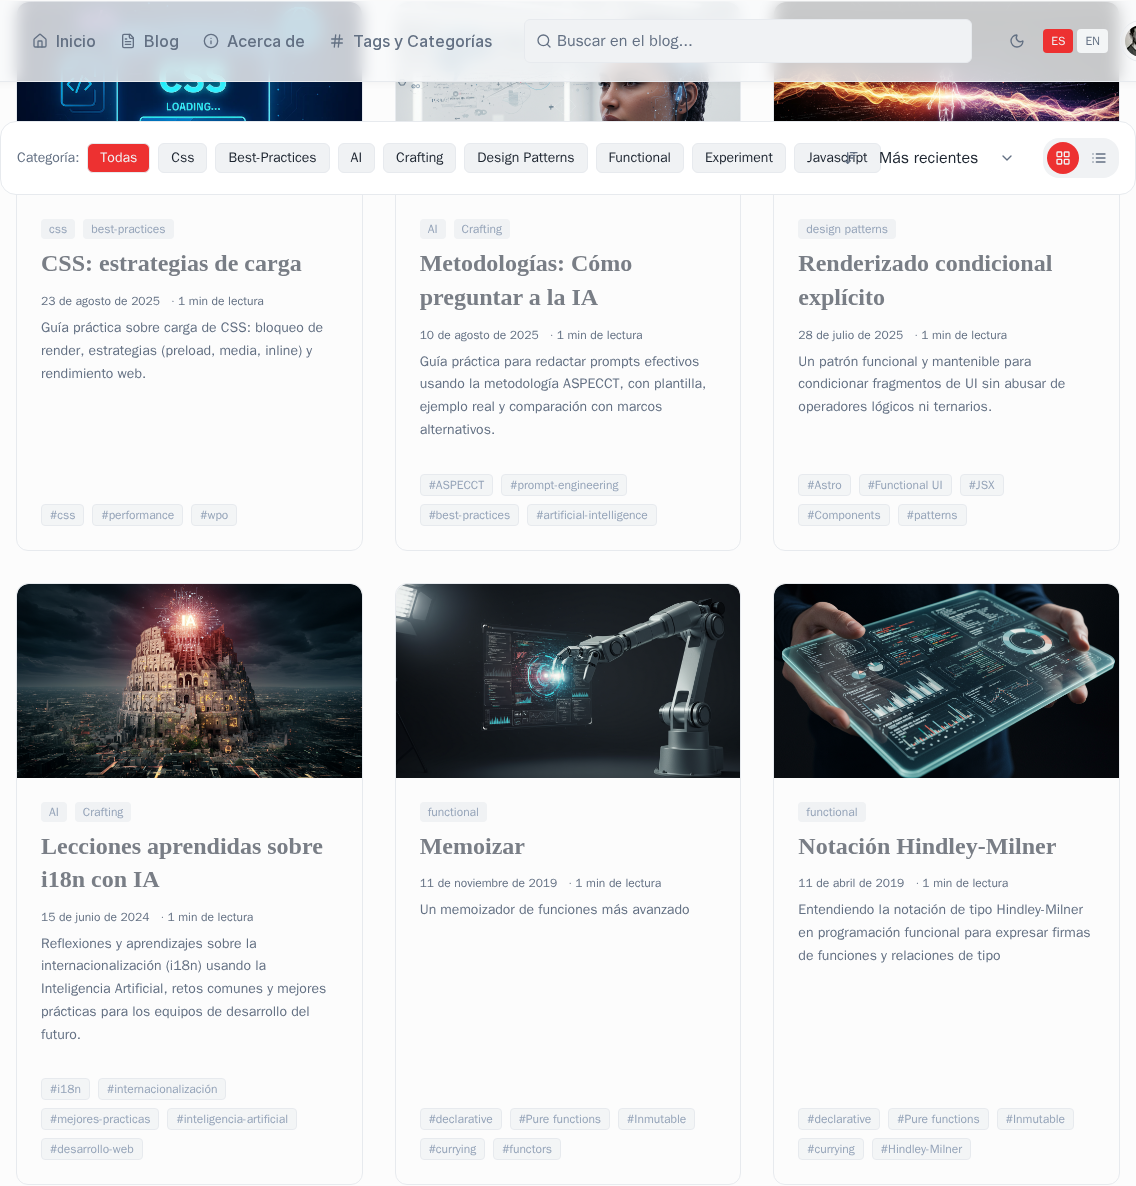 Inicio Blog Acerca de Tags y Categorías Buscar en el blog... ES EN
CSS
LOADING...
Categoría: Todas Css Best-Practices AI Crafting Design Patterns Functional Experiment Javascript Más recientes
css best-practices
CSS: estrategias de carga
23 de agosto de 2025 · 1 min de lectura
Guía práctica sobre carga de CSS: bloqueo de
render, estrategias (preload, media, inline) y
rendimiento web.
#css #performance #wpo
AI Crafting
Metodologías: Cómo
preguntar a la IA
10 de agosto de 2025 · 1 min de lectura
Guía práctica para redactar prompts efectivos
usando la metodología ASPECCT, con plantilla,
ejemplo real y comparación con marcos
alternativos.
#ASPECCT #prompt-engineering
#best-practices #artificial-intelligence
design patterns
Renderizado condicional
explícito
28 de julio de 2025 · 1 min de lectura
Un patrón funcional y mantenible para
condicionar fragmentos de UI sin abusar de
operadores lógicos ni ternarios.
#Astro #Functional UI #JSX
#Components #patterns
IA
AI Crafting
Lecciones aprendidas sobre
i18n con IA
15 de junio de 2024 · 1 min de lectura
Reflexiones y aprendizajes sobre la
internacionalización (i18n) usando la
Inteligencia Artificial, retos comunes y mejores
prácticas para los equipos de desarrollo del
futuro.
#i18n #internacionalización
#mejores-practicas #inteligencia-artificial
#desarrollo-web
functional
Memoizar
11 de noviembre de 2019 · 1 min de lectura
Un memoizador de funciones más avanzado
#declarative #Pure functions #Inmutable
#currying #functors
functional
Notación Hindley-Milner
11 de abril de 2019 · 1 min de lectura
Entendiendo la notación de tipo Hindley-Milner
en programación funcional para expresar firmas
de funciones y relaciones de tipo
#declarative #Pure functions #Inmutable
#currying #Hindley-Milner